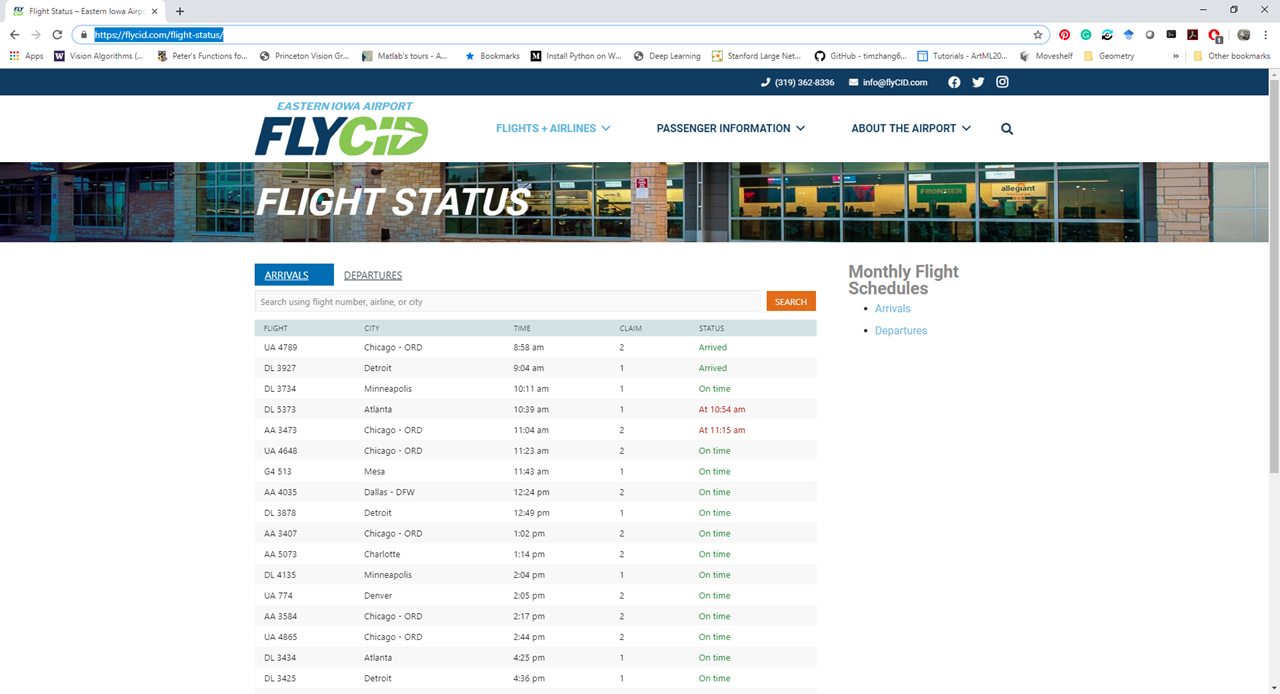 Flight Status – Eastern Iowa Airpo
https://flycid.com/flight-status/
Apps Vision Algorithms (... Peter's Functions fo... Princeton Vision Gr... Matlab's tours - A... Bookmarks Install Python on W... Deep Learning Stanford Large Net... GitHub - timzhang6... Tutorials - ArtML20... Moveshelf Geometry » Other bookmarks
(319) 362-8336 info@flyCID.com
EASTERN IOWA AIRPORT
FLYCID
FLIGHTS + AIRLINES PASSENGER INFORMATION ABOUT THE AIRPORT
Departures
FRONTIER
allegiant
FLIGHT STATUS
ARRIVALS DEPARTURES
Search using flight number, airline, or city SEARCH
FLIGHT CITY TIME CLAIM STATUS
UA 4789 Chicago - ORD 8:58 am 2 Arrived
DL 3927 Detroit 9:04 am 1 Arrived
DL 3734 Minneapolis 10:11 am 1 On time
DL 5373 Atlanta 10:39 am 1 At 10:54 am
AA 3473 Chicago - ORD 11:04 am 2 At 11:15 am
UA 4648 Chicago - ORD 11:23 am 2 On time
G4 513 Mesa 11:43 am 1 On time
AA 4035 Dallas - DFW 12:24 pm 2 On time
DL 3878 Detroit 12:49 pm 1 On time
AA 3407 Chicago - ORD 1:02 pm 2 On time
AA 5073 Charlotte 1:14 pm 2 On time
DL 4135 Minneapolis 2:04 pm 1 On time
UA 774 Denver 2:05 pm 2 On time
AA 3584 Chicago - ORD 2:17 pm 2 On time
UA 4865 Chicago - ORD 2:44 pm 2 On time
DL 3434 Atlanta 4:25 pm 1 On time
DL 3425 Detroit 4:36 pm 1 On time
Monthly Flight
Schedules
Arrivals
Departures